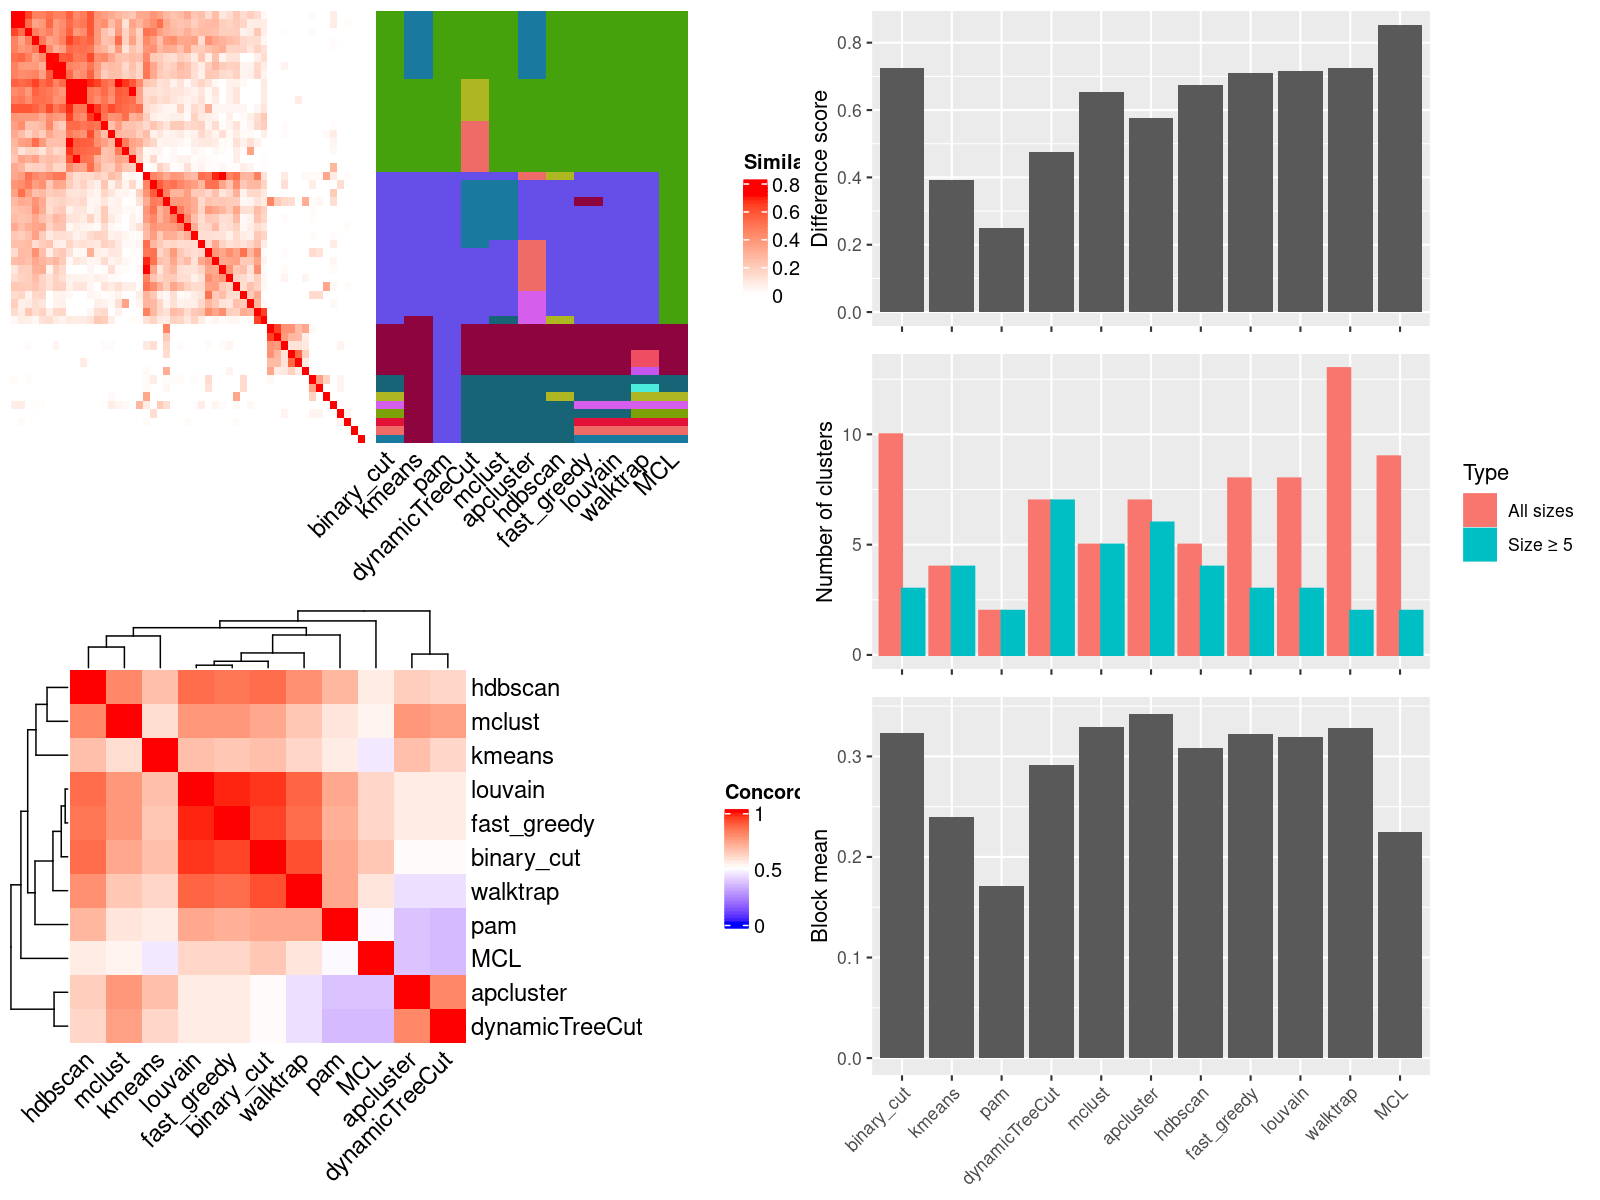 Simila
0.8
0.6
0.4
0.2
0
binary_cut
kmeans
pam
dynamicTreeCut
mclust
apcluster
hdbscan
fast_greedy
louvain
walktrap
MCL
Difference score
0.8
0.6
0.4
0.2
0.0
Number of clusters
10
5
0
Type
All sizes
Size ≥ 5
hdbscan
mclust
kmeans
louvain
fast_greedy
binary_cut
walktrap
pam
MCL
apcluster
dynamicTreeCut
hdbscan
mclust
kmeans
louvain
fast_greedy
binary_cut
walktrap
pam
MCL
apcluster
dynamicTreeCut
Concord
1
0.5
0
Block mean
0.3
0.2
0.1
0.0
binary_cut
kmeans
pam
dynamicTreeCut
mclust
apcluster
hdbscan
fast_greedy
louvain
walktrap
MCL